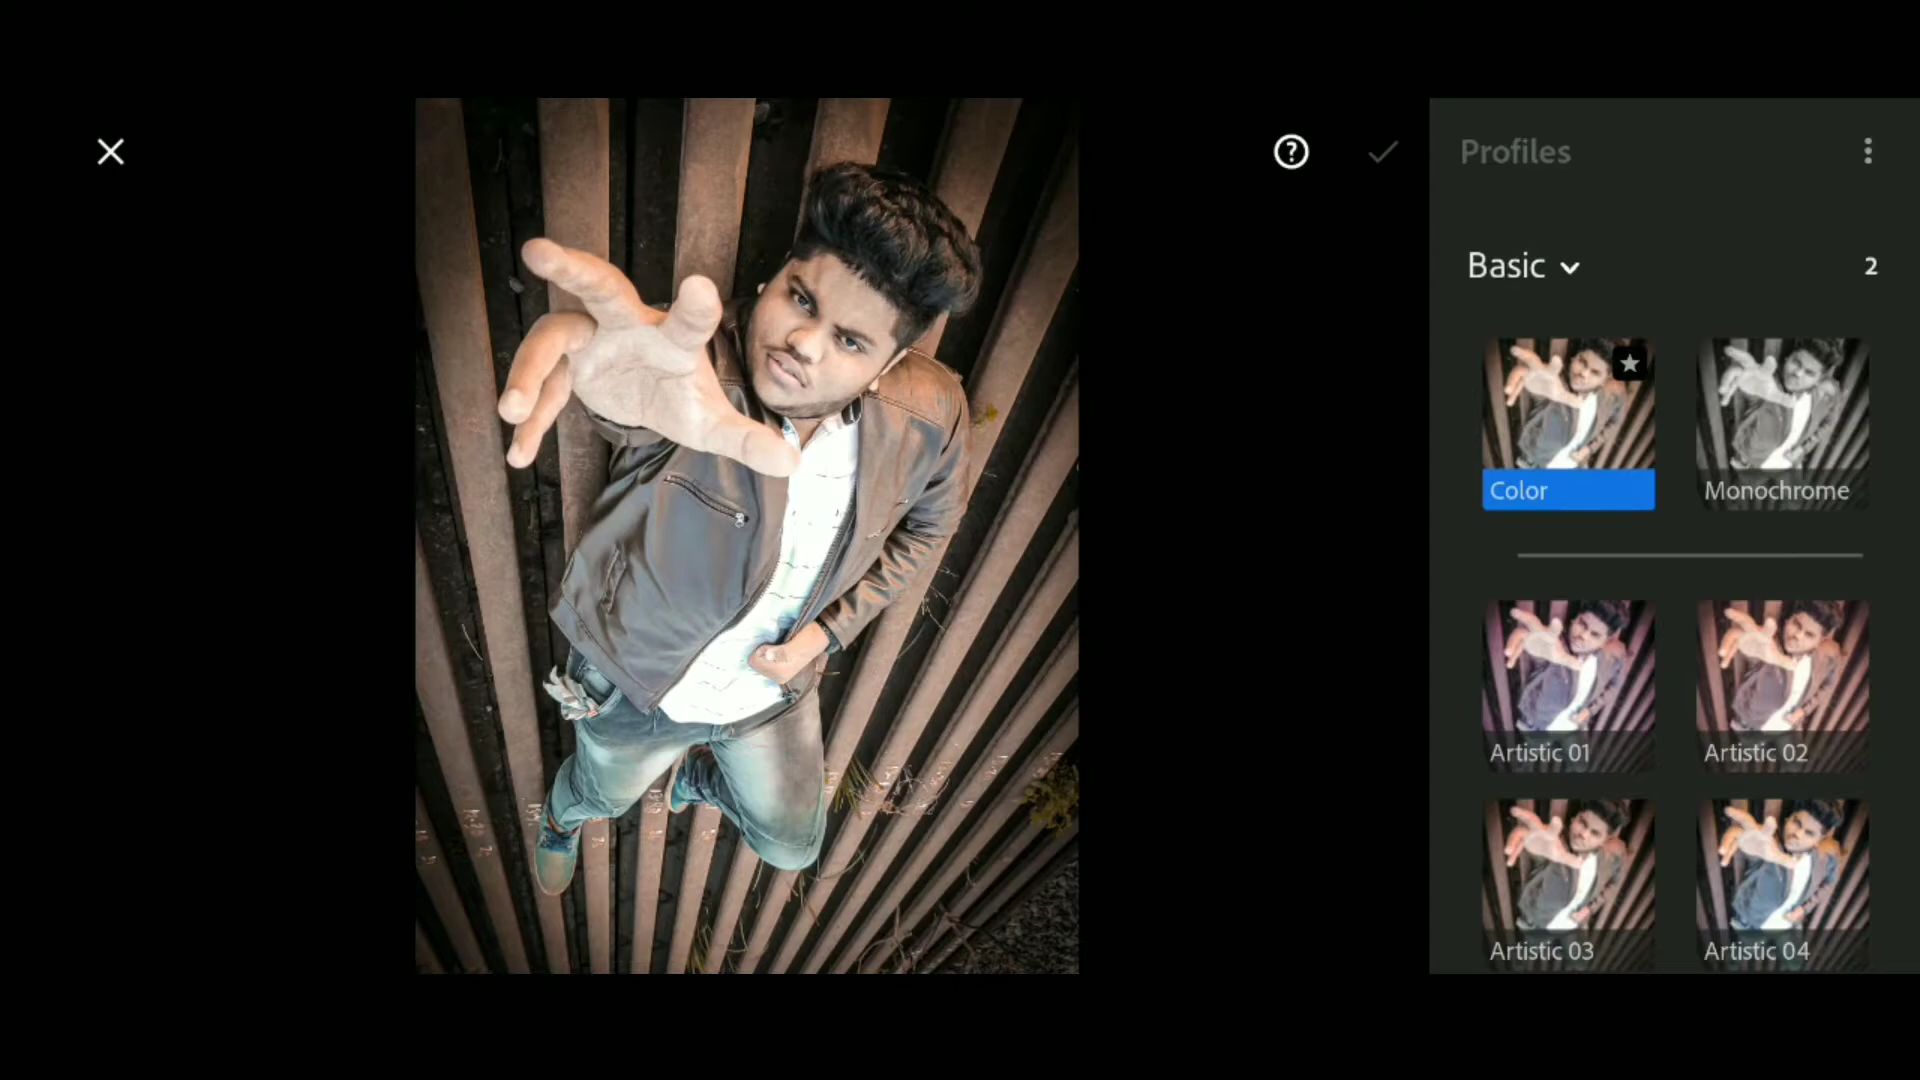 Profiles
Basic
2
Color
Monochrome
Artistic 01
Artistic 02
Artistic 03
Artistic 04